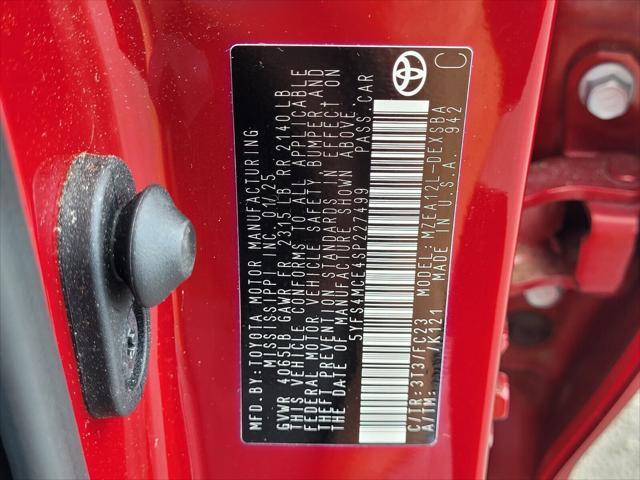 MFD.BY: TOYOTA MOTOR MANUFACTURING
MISSISSIPPI INC. 01/25
GVWR 4065LB GAWR FR 2315 LB RR 2140LB
THIS VEHICLE CONFORMS TO ALL APPLICABLE
FEDERAL MOTOR VEHICLE SAFETY, BUMPER AND
THEFT PREVENTION STANDARDS IN EFFECT ON
THE DATE OF MANUFACTURE SHOWN ABOVE.
5YFS4MCE4SP227499 PASS.CAR
C/TR: 3T3/FC23 MODEL: MZEA12L-DEXSBA
A/TM: /K121 MADE IN U.S.A. 942
C